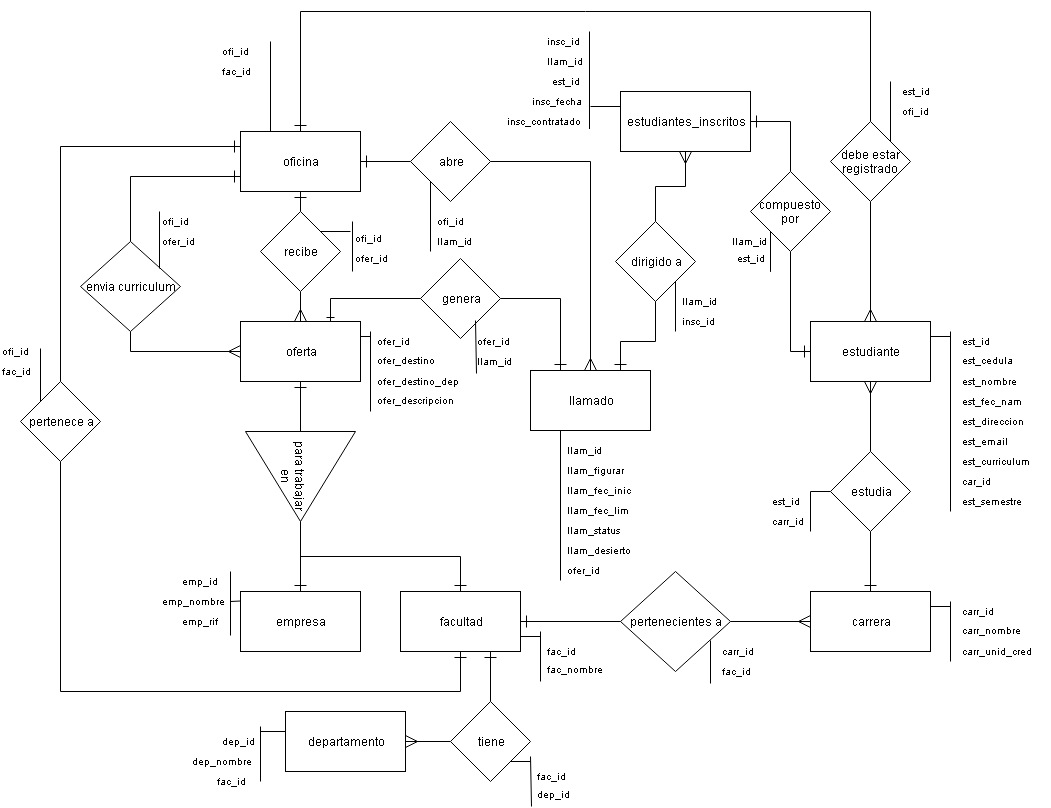 ofi_id
fac_id
insc_id
llam_id
est_id
insc_fecha
insc_contratado
estudiantes_inscritos
est_id
ofi_id
oficina
abre
debe estar
registrado
compuesto
por
llam_id
est_id
ofi_id
ofer_id
ofi_id
llam_id
ofi_id
ofer_id
recibe
envia curriculum
dirigido a
llam_id
insc_id
genera
ofer_id
llam_id
oferta
ofer_id
ofer_destino
ofer_destino_dep
ofer_descripcion
estudiante
est_id
est_cedula
est_nombre
est_fec_nam
est_direccion
est_email
est_curriculum
car_id
est_semestre
ofi_id
fac_id
pertenece a
llamado
llam_id
llam_figurar
llam_fec_inic
llam_fec_lim
llam_status
llam_desierto
ofer_id
para trabajar
en
estudia
est_id
carr_id
emp_id
emp_nombre
emp_rif
empresa
facultad
fac_id
fac_nombre
pertenecientes a
carr_id
fac_id
carrera
carr_id
carr_nombre
carr_unid_cred
dep_id
dep_nombre
fac_id
departamento
tiene
fac_id
dep_id